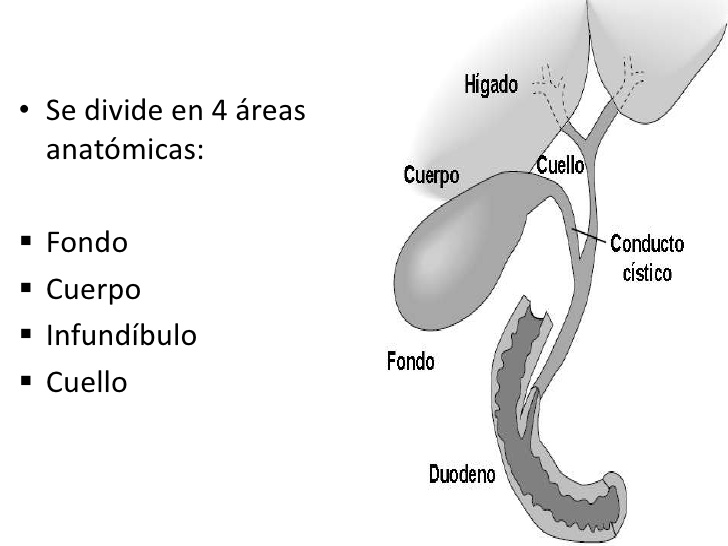 • Se divide en 4 áreas
anatómicas:
▪ Fondo
▪ Cuerpo
▪ Infundíbulo
▪ Cuello
Hígado
Cuello
Cuerpo
Conducto
cístico
Fondo
Duodeno